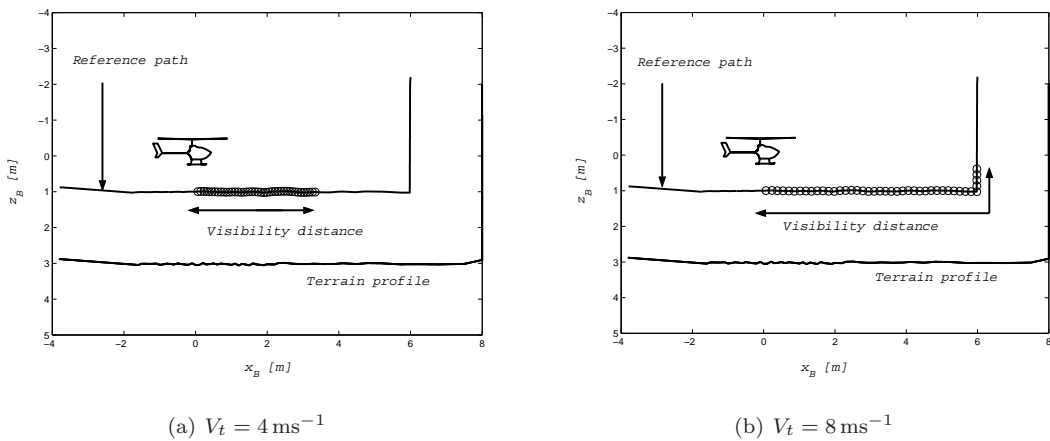 −4
−3
−2
−1
0
1
2
3
4
5
−4
−2
0
2
4
6
8
z_B [m]
x_B [m]
Reference path
Visibility distance
Terrain profile
(a) V_t = 4 ms⁻¹
−4
−3
−2
−1
0
1
2
3
4
5
−4
−2
0
2
4
6
8
z_B [m]
x_B [m]
Reference path
Visibility distance
Terrain profile
(b) V_t = 8 ms⁻¹